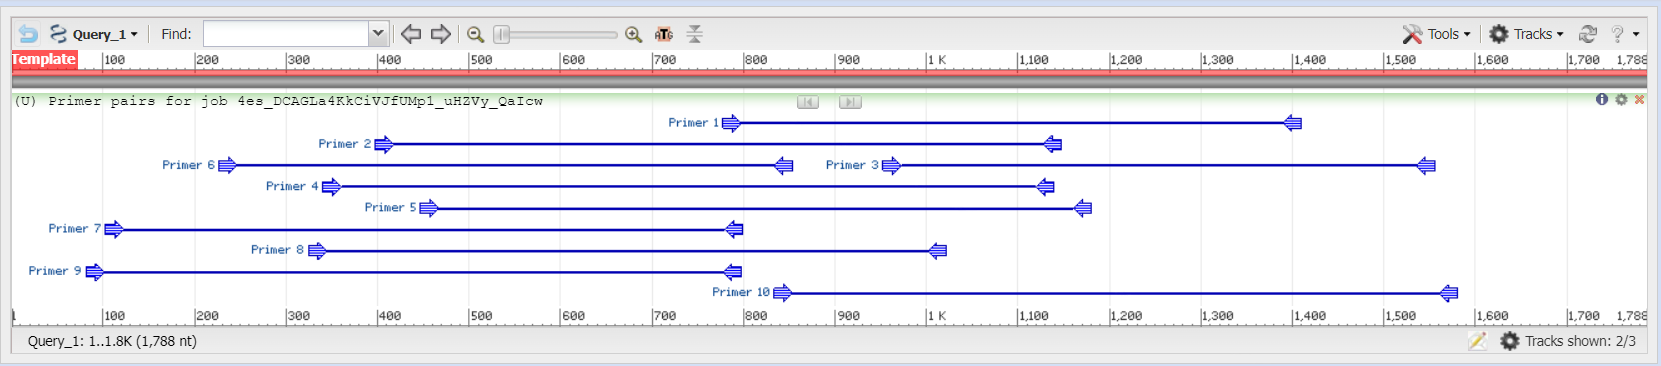 Query_1 Find: Tools Tracks ?
Template 100 200 300 400 500 600 700 800 900 1 K 1,100 1,200 1,300 1,400 1,500 1,600 1,700 1,788
(U) Primer pairs for job 4es_DCAGLa4KkCiVJfUMp1_uHZVy_QaIcw
Primer 1
Primer 2
Primer 6 Primer 3
Primer 4
Primer 5
Primer 7
Primer 8
Primer 9
Primer 10
1 100 200 300 400 500 600 700 800 900 1 K 1,100 1,200 1,300 1,400 1,500 1,600 1,700 1,788
Query_1: 1..1.8K (1,788 nt) Tracks shown: 2/3